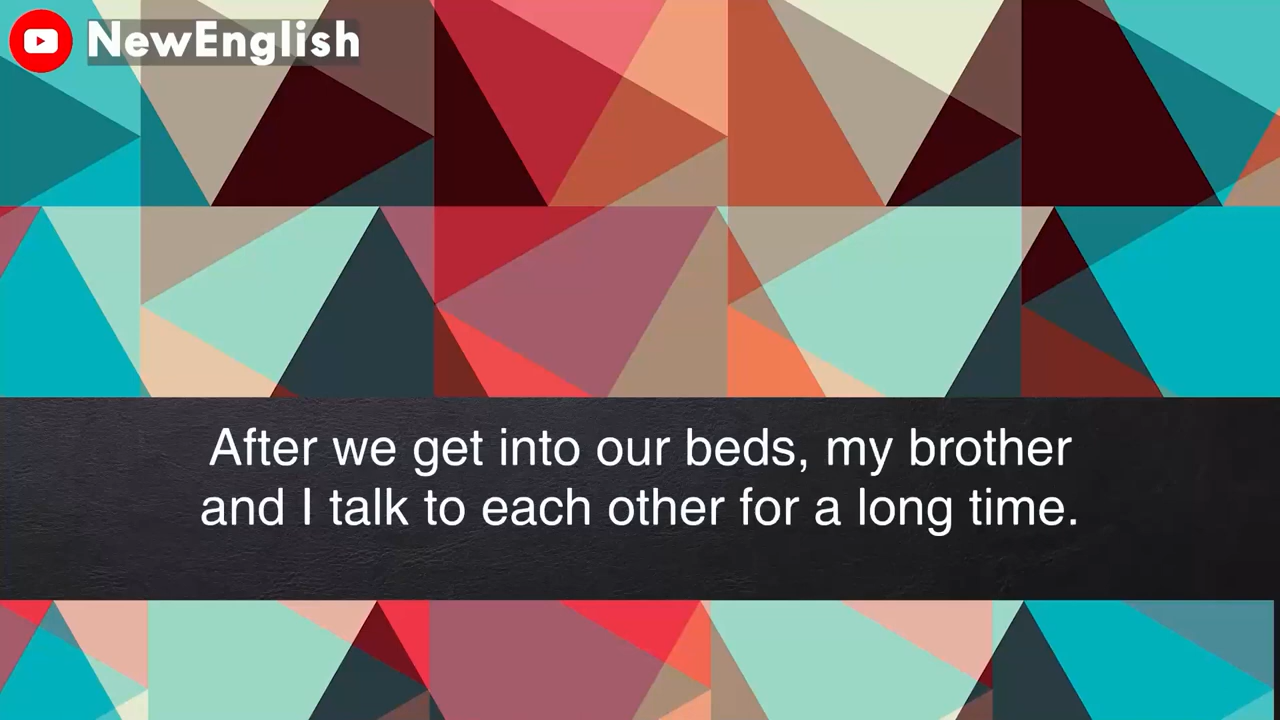 NewEnglish
After we get into our beds, my brother
and I talk to each other for a long time.